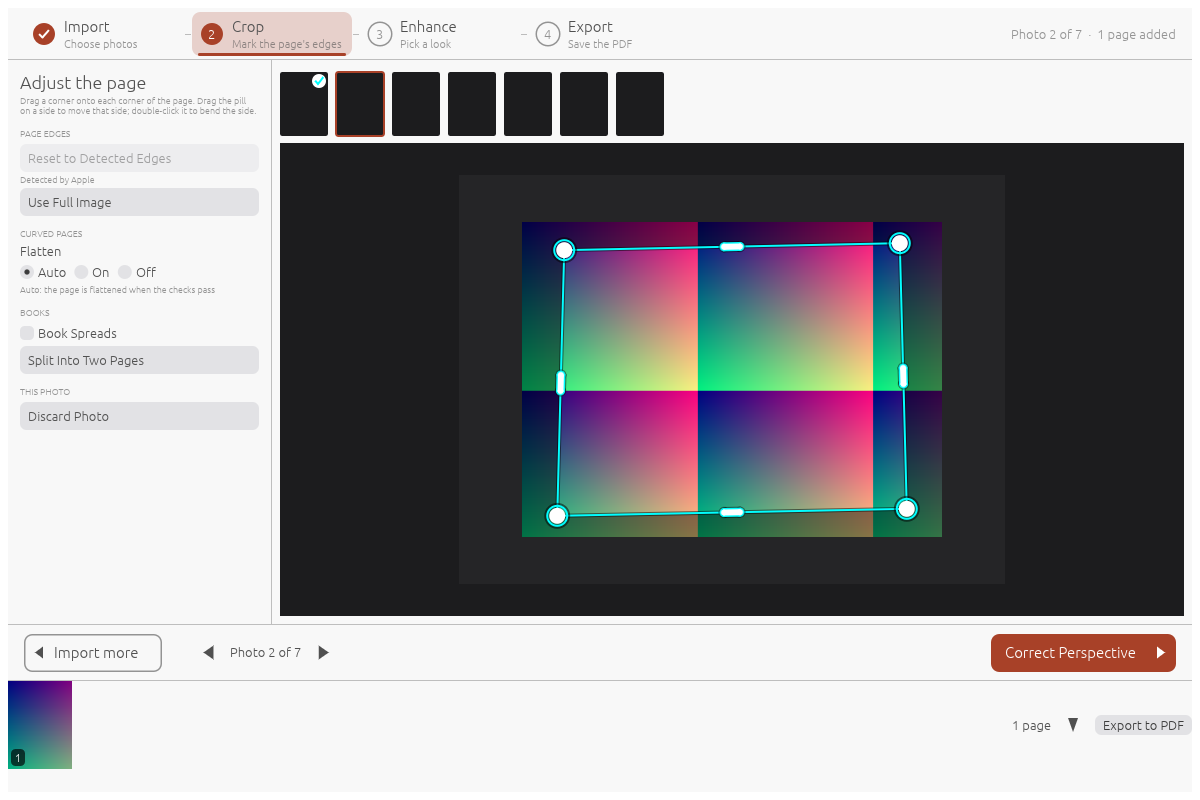 Import
Choose photos
2
Crop
Mark the page's edges
3
Enhance
Pick a look
4
Export
Save the PDF
Photo 2 of 7 · 1 page added
Adjust the page
Drag a corner onto each corner of the page. Drag the pill
on a side to move that side; double-click it to bend the side.
PAGE EDGES
Reset to Detected Edges
Detected by Apple
Use Full Image
CURVED PAGES
Flatten
Auto On Off
Auto: the page is flattened when the checks pass
BOOKS
Book Spreads
Split Into Two Pages
THIS PHOTO
Discard Photo
Import more
Photo 2 of 7
Correct Perspective
1
1 page
Export to PDF